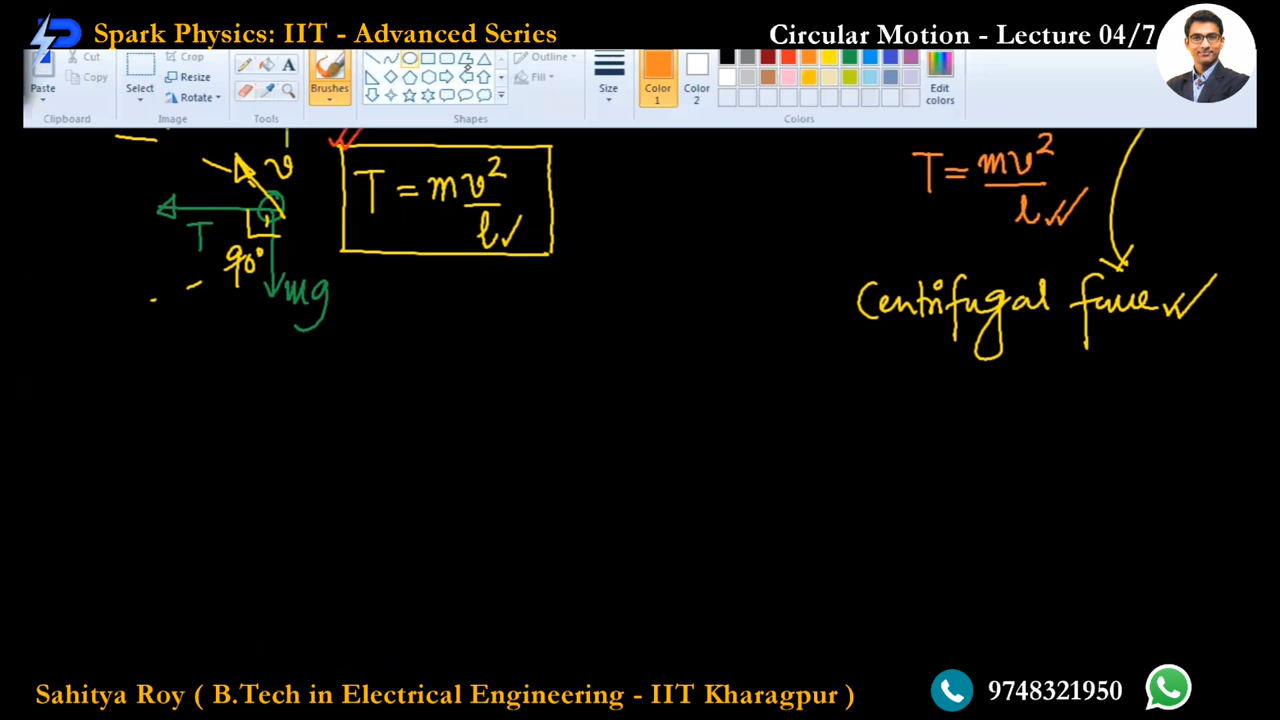 Spark Physics: IIT - Advanced Series
Circular Motion - Lecture 04/7
Paste
Cut
Copy
Clipboard
Select
Crop
Resize
Rotate
Image
A
Tools
Brushes
Shapes
Outline
Fill
Size
Color 1
Color 2
Edit colors
Colors
v
T
90°
mg
T = mv²/l
T = mv²/l
Centrifugal force
Sahitya Roy ( B.Tech in Electrical Engineering - IIT Kharagpur )
9748321950